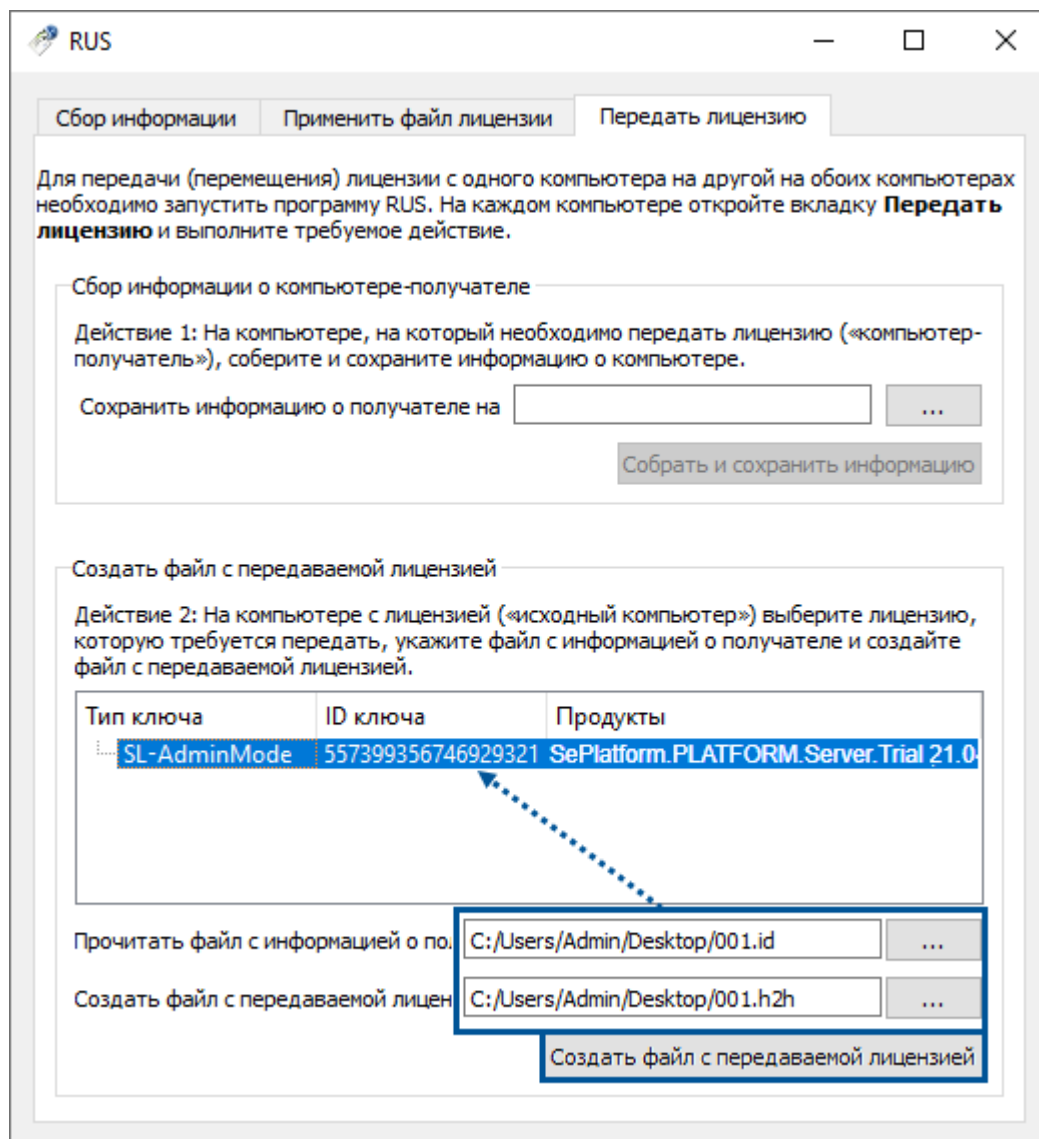 RUS
Сбор информации
Применить файл лицензии
Передать лицензию
Для передачи (перемещения) лицензии с одного компьютера на другой на обоих компьютерах
необходимо запустить программу RUS. На каждом компьютере откройте вкладку Передать
лицензию и выполните требуемое действие.
Сбор информации о компьютере-получателе
Действие 1: На компьютере, на который необходимо передать лицензию («компьютер-
получатель»), соберите и сохраните информацию о компьютере.
Сохранить информацию о получателе на
...
Собрать и сохранить информацию
Создать файл с передаваемой лицензией
Действие 2: На компьютере с лицензией («исходный компьютер») выберите лицензию,
которую требуется передать, укажите файл с информацией о получателе и создайте
файл с передаваемой лицензией.
Тип ключа ID ключа Продукты
SL-AdminMode 557399356746929321 SePlatform.PLATFORM.Server.Trial 21.04
Прочитать файл с информацией о по. C:/Users/Admin/Desktop/001.id ...
Создать файл с передаваемой лицен C:/Users/Admin/Desktop/001.h2h ...
Создать файл с передаваемой лицензией